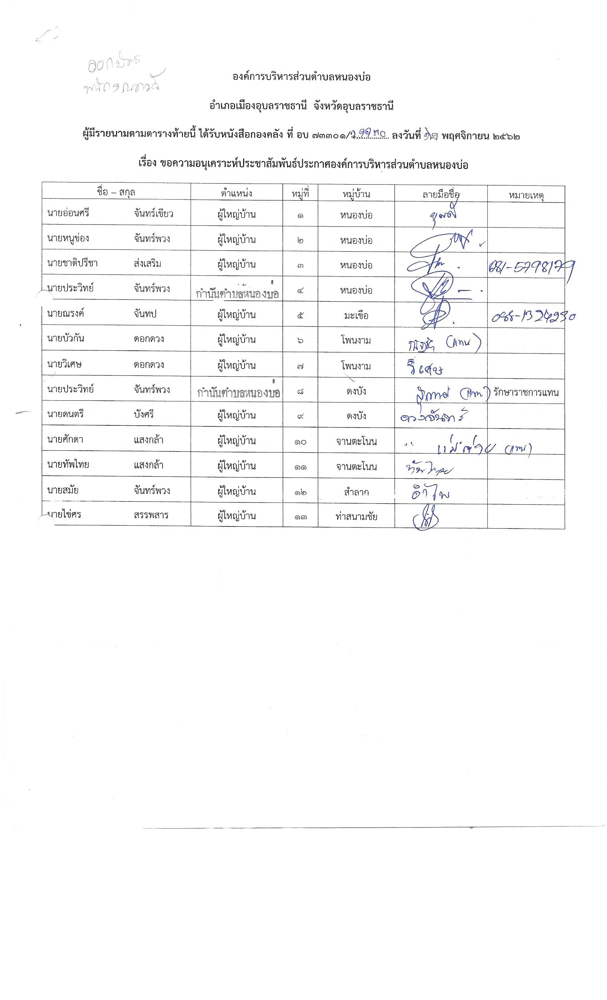 องค์การบริหารส่วนตำบลหนองบ่อ
อำเภอเมืองอุบลราชธานี จังหวัดอุบลราชธานี
ผู้มีรายนามตามตารางท้ายนี้ ได้รับหนังสือกองคลัง ที่ อบ ๗๓๓๐๑/ว ๑๑๓๐ ลงวันที่ พฤศจิกายน ๒๕๖๒
เรื่อง ขอความอนุเคราะห์ประชาสัมพันธ์ประกาศองค์การบริหารส่วนตำบลหนองบ่อ
ชื่อ – สกุล ตำแหน่ง หมู่ที่ หมู่บ้าน ลายมือชื่อ หมายเหตุ
นายอ่อนศรี จันทร์เขียว ผู้ใหญ่บ้าน ๑ หนองบ่อ
นายหนูข่อง จันทร์พวง ผู้ใหญ่บ้าน ๒ หนองบ่อ
นายชาติปรีชา ส่งเสริม ผู้ใหญ่บ้าน ๓ หนองบ่อ 081-5798179
นายประวิทย์ จันทร์พวง กำนันตำบลหนองบ่อ ๔ หนองบ่อ
นายณรงค์ จันทป ผู้ใหญ่บ้าน ๕ มะเขือ
นายบัวกัน ดอกดวง ผู้ใหญ่บ้าน ๖ โพนงาม (แทน)
นายวิเศษ ดอกดวง ผู้ใหญ่บ้าน ๗ โพนงาม วิเศษ
นายประวิทย์ จันทร์พวง กำนันตำบลหนองบ่อ ๘ ดงบัง (แทน) รักษาราชการแทน
นายดนตรี บังศรี ผู้ใหญ่บ้าน ๙ ดงบัง ดวงจันทร์
นายศักดา แสงกล้า ผู้ใหญ่บ้าน ๑๐ จานตะโนน (แทน)
นายทัพไทย แสงกล้า ผู้ใหญ่บ้าน ๑๑ จานตะโนน ทัพไทย
นายสมัย จันทร์พวง ผู้ใหญ่บ้าน ๑๒ สำลาก อำไพ
นายไข่ศร สรรพสาร ผู้ใหญ่บ้าน ๑๓ ท่าสนามชัย